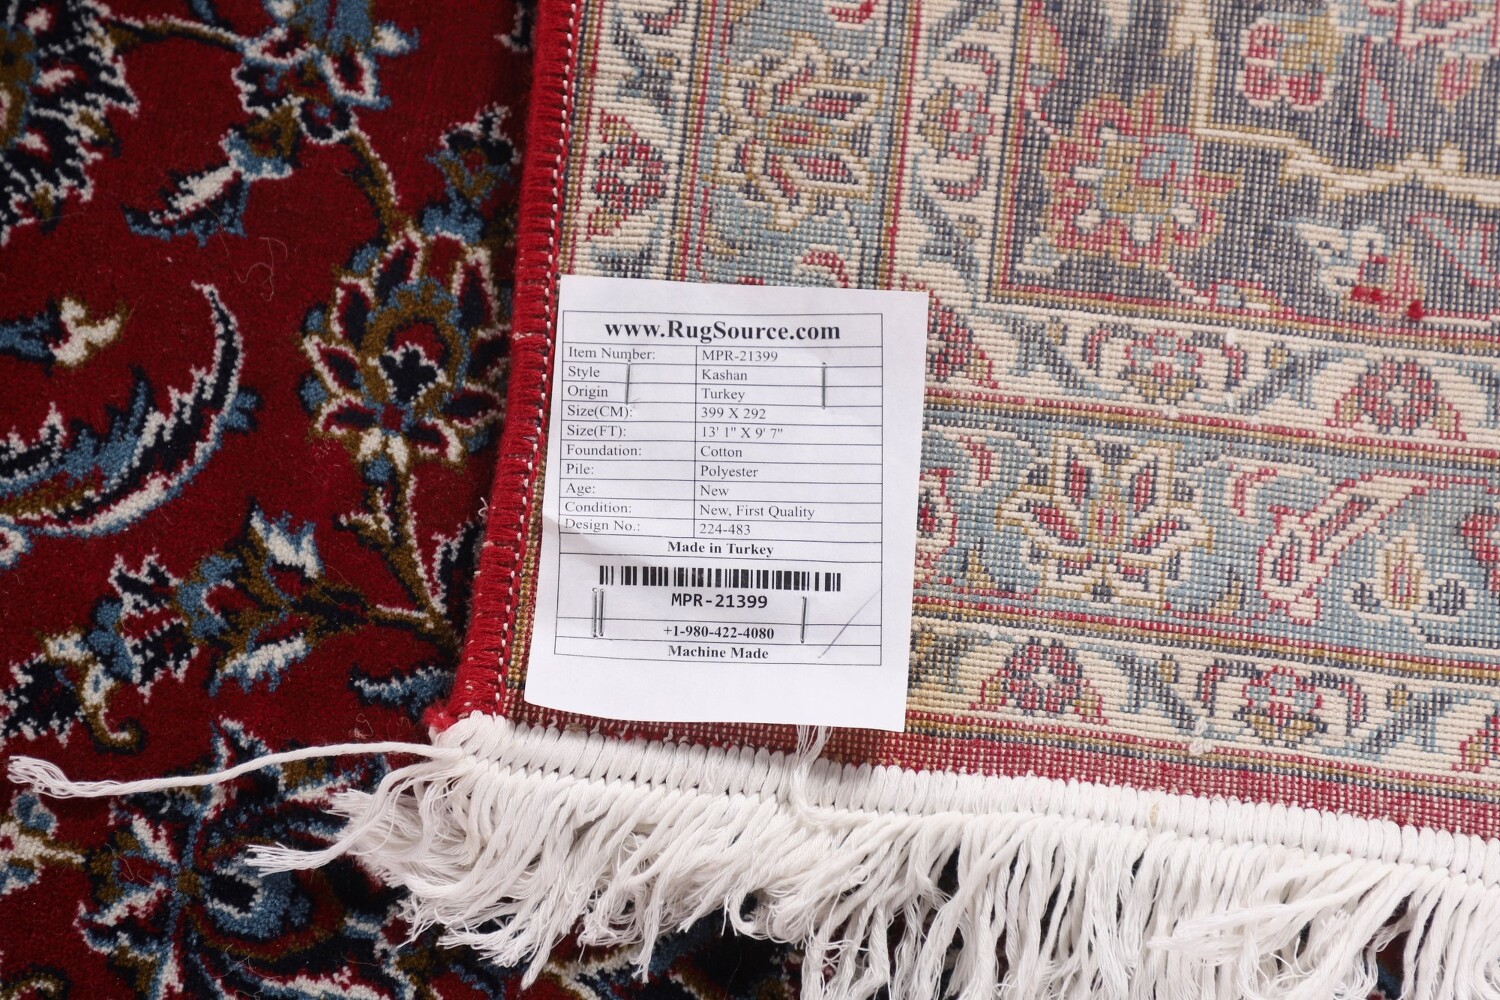 www.RugSource.com
Item Number: MPR-21399
Style Kashan
Origin Turkey
Size(CM): 399 X 292
Size(FT): 13' 1" X 9' 7"
Foundation: Cotton
Pile: Polyester
Age: New
Condition: New, First Quality
Design No.: 224-483
Made in Turkey
MPR-21399
+1-980-422-4080
Machine Made